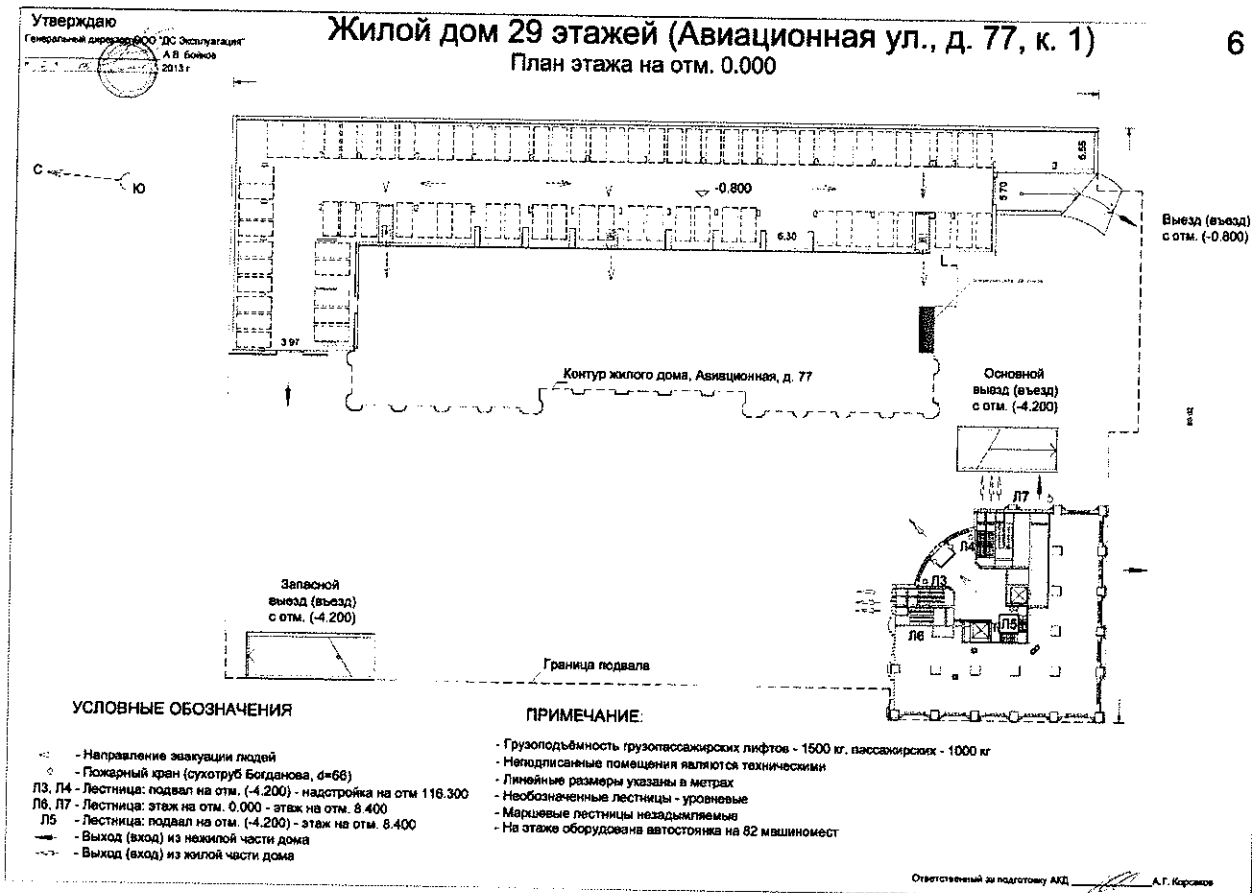 Утверждаю
Генеральный директор ООО "ДС Эксплуатация"
А.В. Бойков
2013 г
Жилой дом 29 этажей (Авиационная ул., д. 77, к. 1)
План этажа на отм. 0.000
6
С
Ю
-0.800
6.55
5.70
6.30
3.97
Выезд (въезд)
с отм. (-0.800)
Контур жилого дома, Авиационная, д. 77
Основной
выезд (въезд)
с отм. (-4.200)
Л7
Л4
Л3
Л5
Л6
Запасной
выезд (въезд)
с отм. (-4.200)
Граница подвала
УСЛОВНЫЕ ОБОЗНАЧЕНИЯ
- Направление эвакуации людей
- Пожарный кран (сухотруб Богданова, d=66)
Л3, Л4 - Лестница: подвал на отм. (-4.200) - надстройка на отм 116.300
Л6, Л7 - Лестница: этаж на отм. 0.000 - этаж на отм. 8.400
Л5 - Лестница: подвал на отм. (-4.200) - этаж на отм. 8.400
- Выход (вход) из нежилой части дома
- Выход (вход) из жилой части дома
ПРИМЕЧАНИЕ:
- Грузоподъёмность грузопассажирских лифтов - 1500 кг, пассажирских - 1000 кг
- Неподписанные помещения являются техническими
- Линейные размеры указаны в метрах
- Необозначенные лестницы - уровневые
- Маршевые лестницы незадымляемые
- На этаже оборудована автостоянка на 82 машиномест
Ответственный за подготовку АКД А.Г. Корсаков